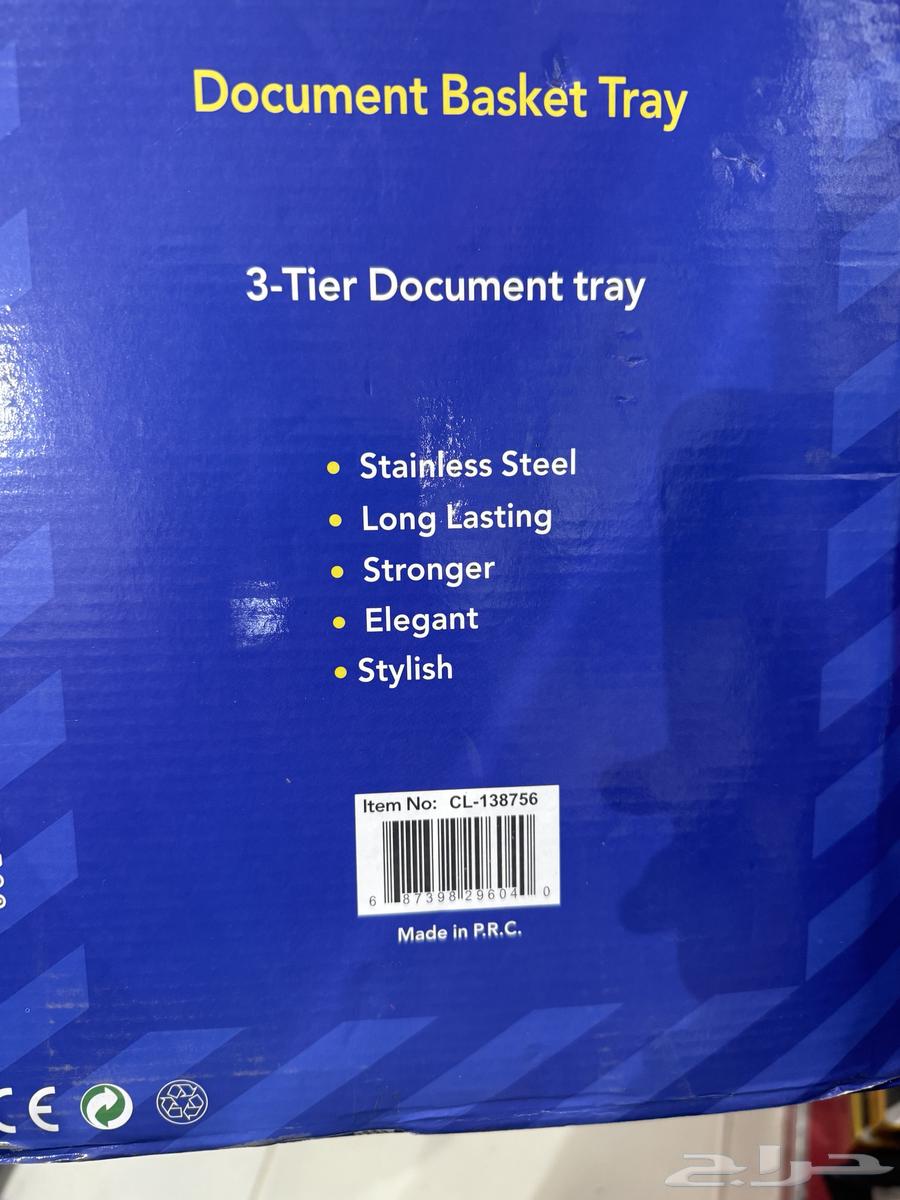 Document Basket Tray
3-Tier Document tray
• Stainless Steel
• Long Lasting
• Stronger
• Elegant
• Stylish
Item No: CL-138756
6 87398 29604 0
Made in P.R.C.
CE
حراج